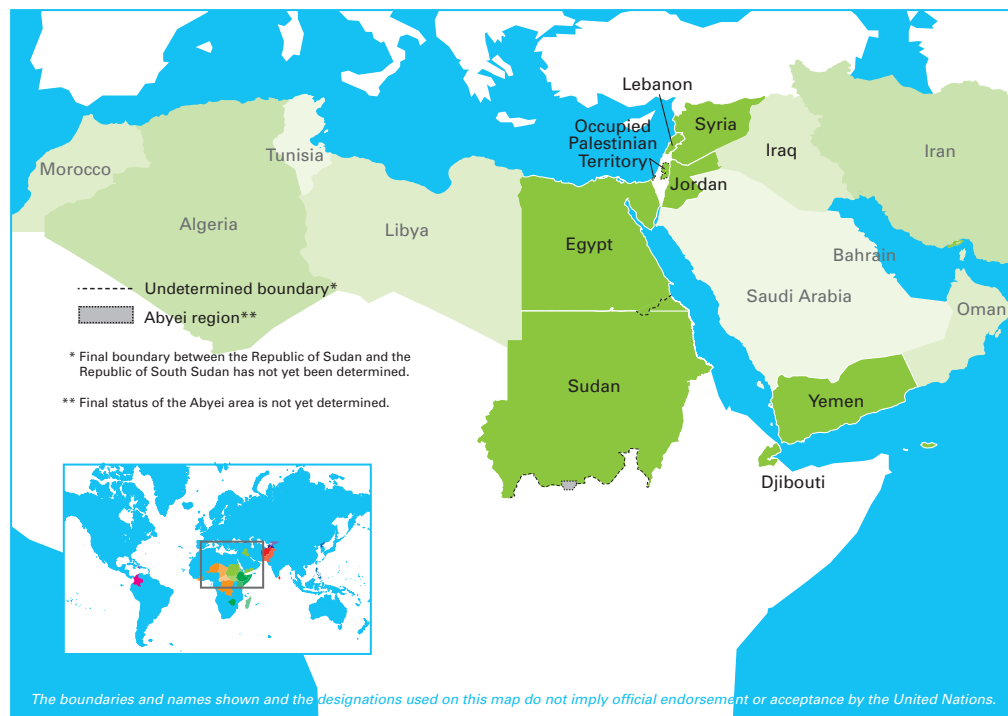 Lebanon
Occupied
Palestinian
Territory
Syria
Iraq
Iran
Jordan
Morocco
Tunisia
Algeria
Libya
Egypt
Bahrain
Saudi Arabia
Oman
Undetermined boundary*
Abyei region**
* Final boundary between the Republic of Sudan and the
Republic of South Sudan has not yet been determined.
** Final status of the Abyei area is not yet determined.
Sudan
Yemen
Djibouti
The boundaries and names shown and the designations used on this map do not imply official endorsement or acceptance by the United Nations.